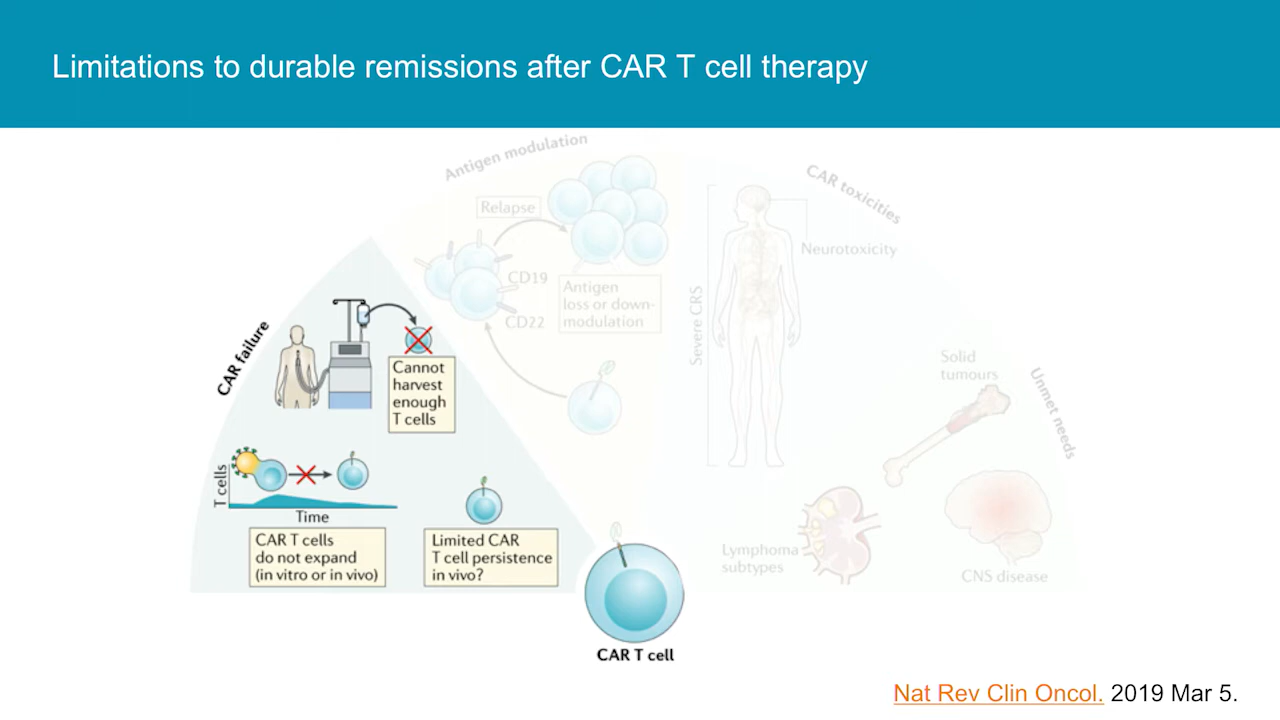 Limitations to durable remissions after CAR T cell therapy
Antigen modulation
Relapse
CD19
CD22
Antigen
loss or down-
modulation
CAR toxicities
Neurotoxicity
Severe CRS
CAR failure
Cannot
harvest
enough
T cells
T cells
Time
CAR T cells
do not expand
(in vitro or in vivo)
Limited CAR
T cell persistence
in vivo?
Solid
tumours
Unmet needs
Lymphoma
subtypes
CNS disease
CAR T cell
Nat Rev Clin Oncol. 2019 Mar 5.